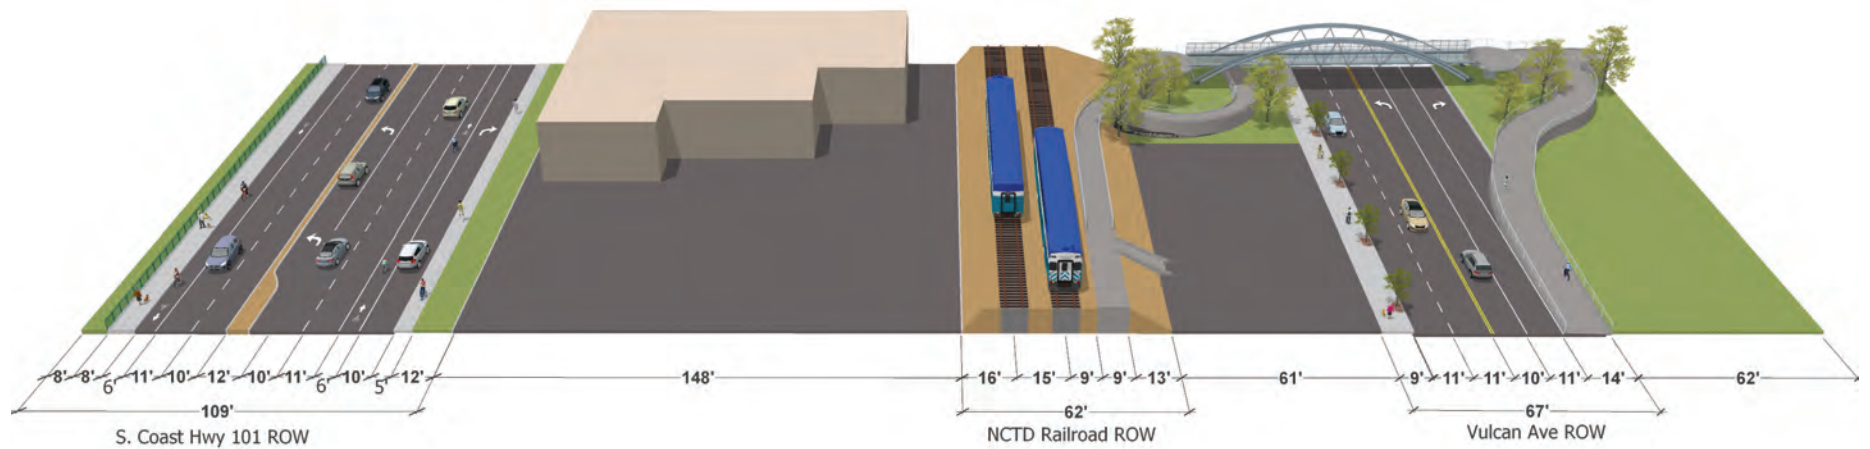 8' 8' 6' 11' 10' 12' 10' 11' 6' 10' 5' 12' 148' 16' 15' 9' 9' 13' 61' 9' 11' 11' 10' 11' 14' 62'
109' 62' 67'
S. Coast Hwy 101 ROW NCTD Railroad ROW Vulcan Ave ROW